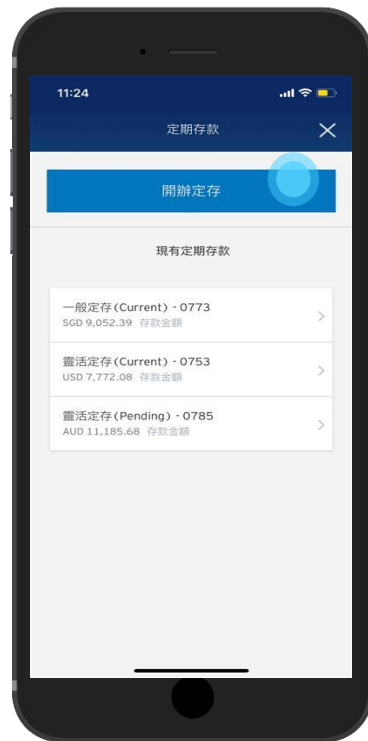 11:24
定期存款
開辦定存
現有定期存款
一般定存(Current) - 0773
SGD 9,052.39 存款金額
靈活定存(Current) - 0753
USD 7,772.08 存款金額
靈活定存(Pending) - 0785
AUD 11,185.68 存款金額